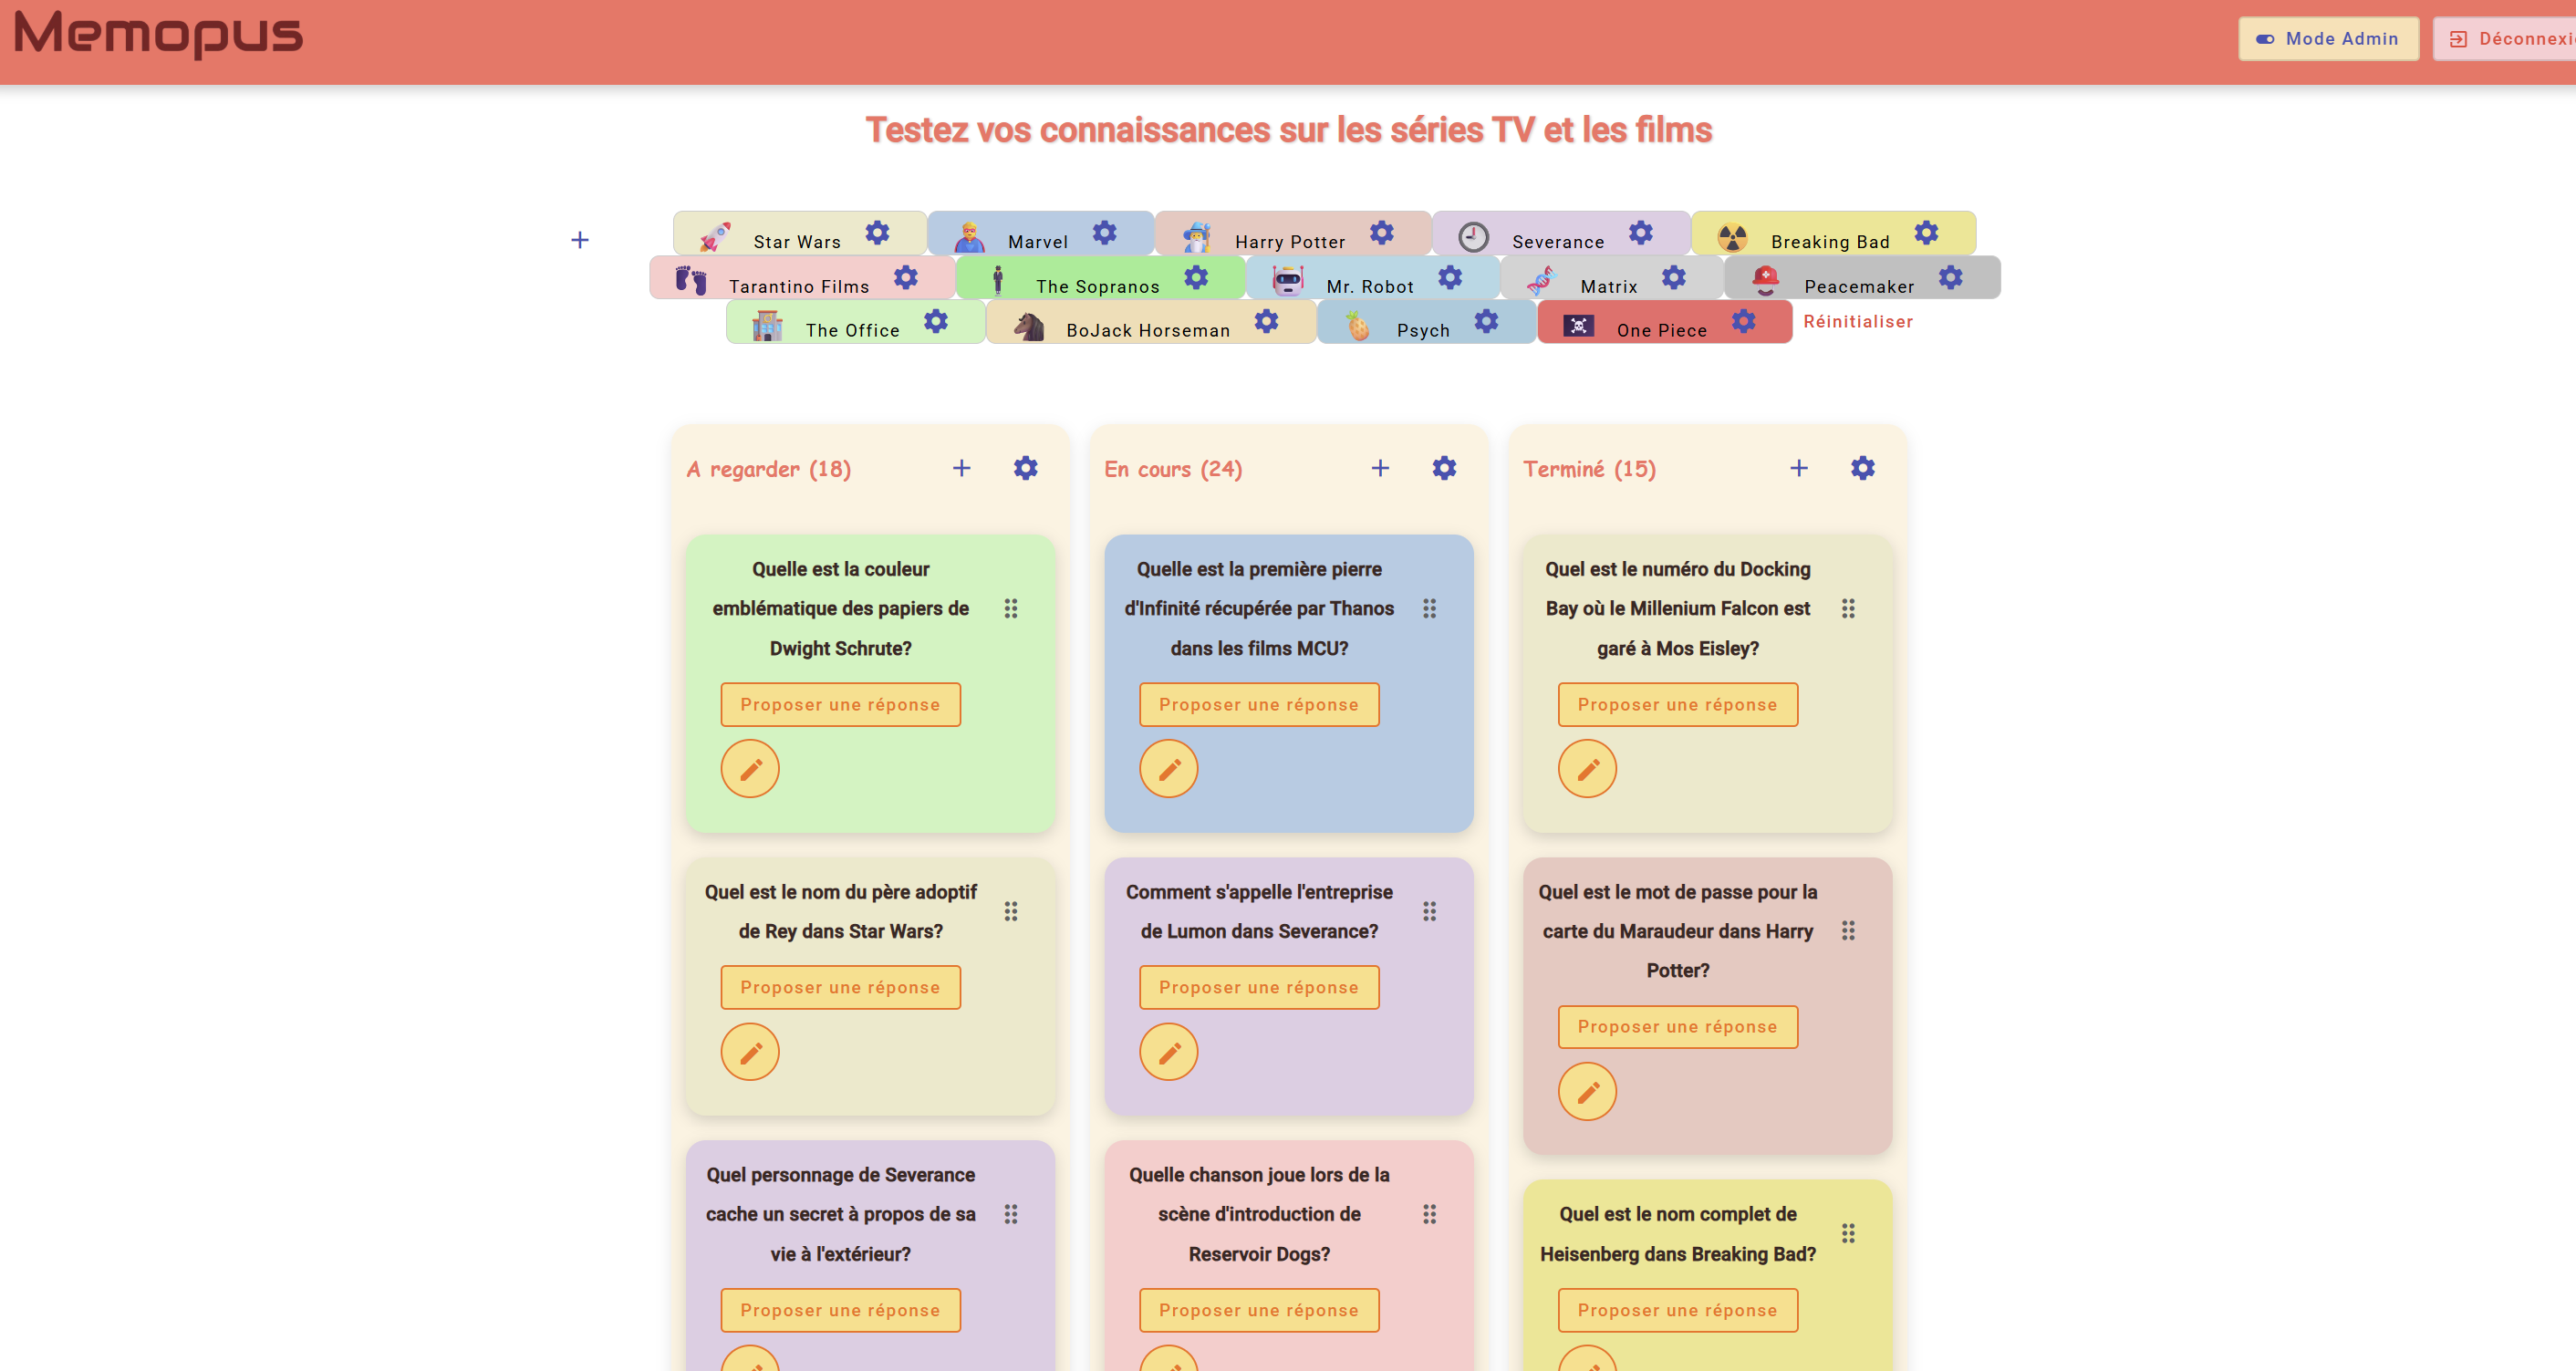 Memopus
Mode Admin
Testez vos connaissances sur les séries TV et les films
Star Wars
Marvel
Harry Potter
Severance
Breaking Bad
Tarantino Films
The Sopranos
Mr. Robot
Matrix
Peacemaker
The Office
BoJack Horseman
Psych
One Piece
Réinitialiser
A regarder (18)
Quelle est la couleur
emblématique des papiers de
Dwight Schrute?
Proposer une réponse
Quel est le nom du père adoptif
de Rey dans Star Wars?
Proposer une réponse
Quel personnage de Severance
cache un secret à propos de sa
vie à l'extérieur?
Proposer une réponse
En cours (24)
Quelle est la première pierre
d'Infinité récupérée par Thanos
dans les films MCU?
Proposer une réponse
Comment s'appelle l'entreprise
de Lumon dans Severance?
Proposer une réponse
Quelle chanson joue lors de la
scène d'introduction de
Reservoir Dogs?
Proposer une réponse
Terminé (15)
Quel est le numéro du Docking
Bay où le Millenium Falcon est
garé à Mos Eisley?
Proposer une réponse
Quel est le mot de passe pour la
carte du Maraudeur dans Harry
Potter?
Proposer une réponse
Quel est le nom complet de
Heisenberg dans Breaking Bad?
Proposer une réponse